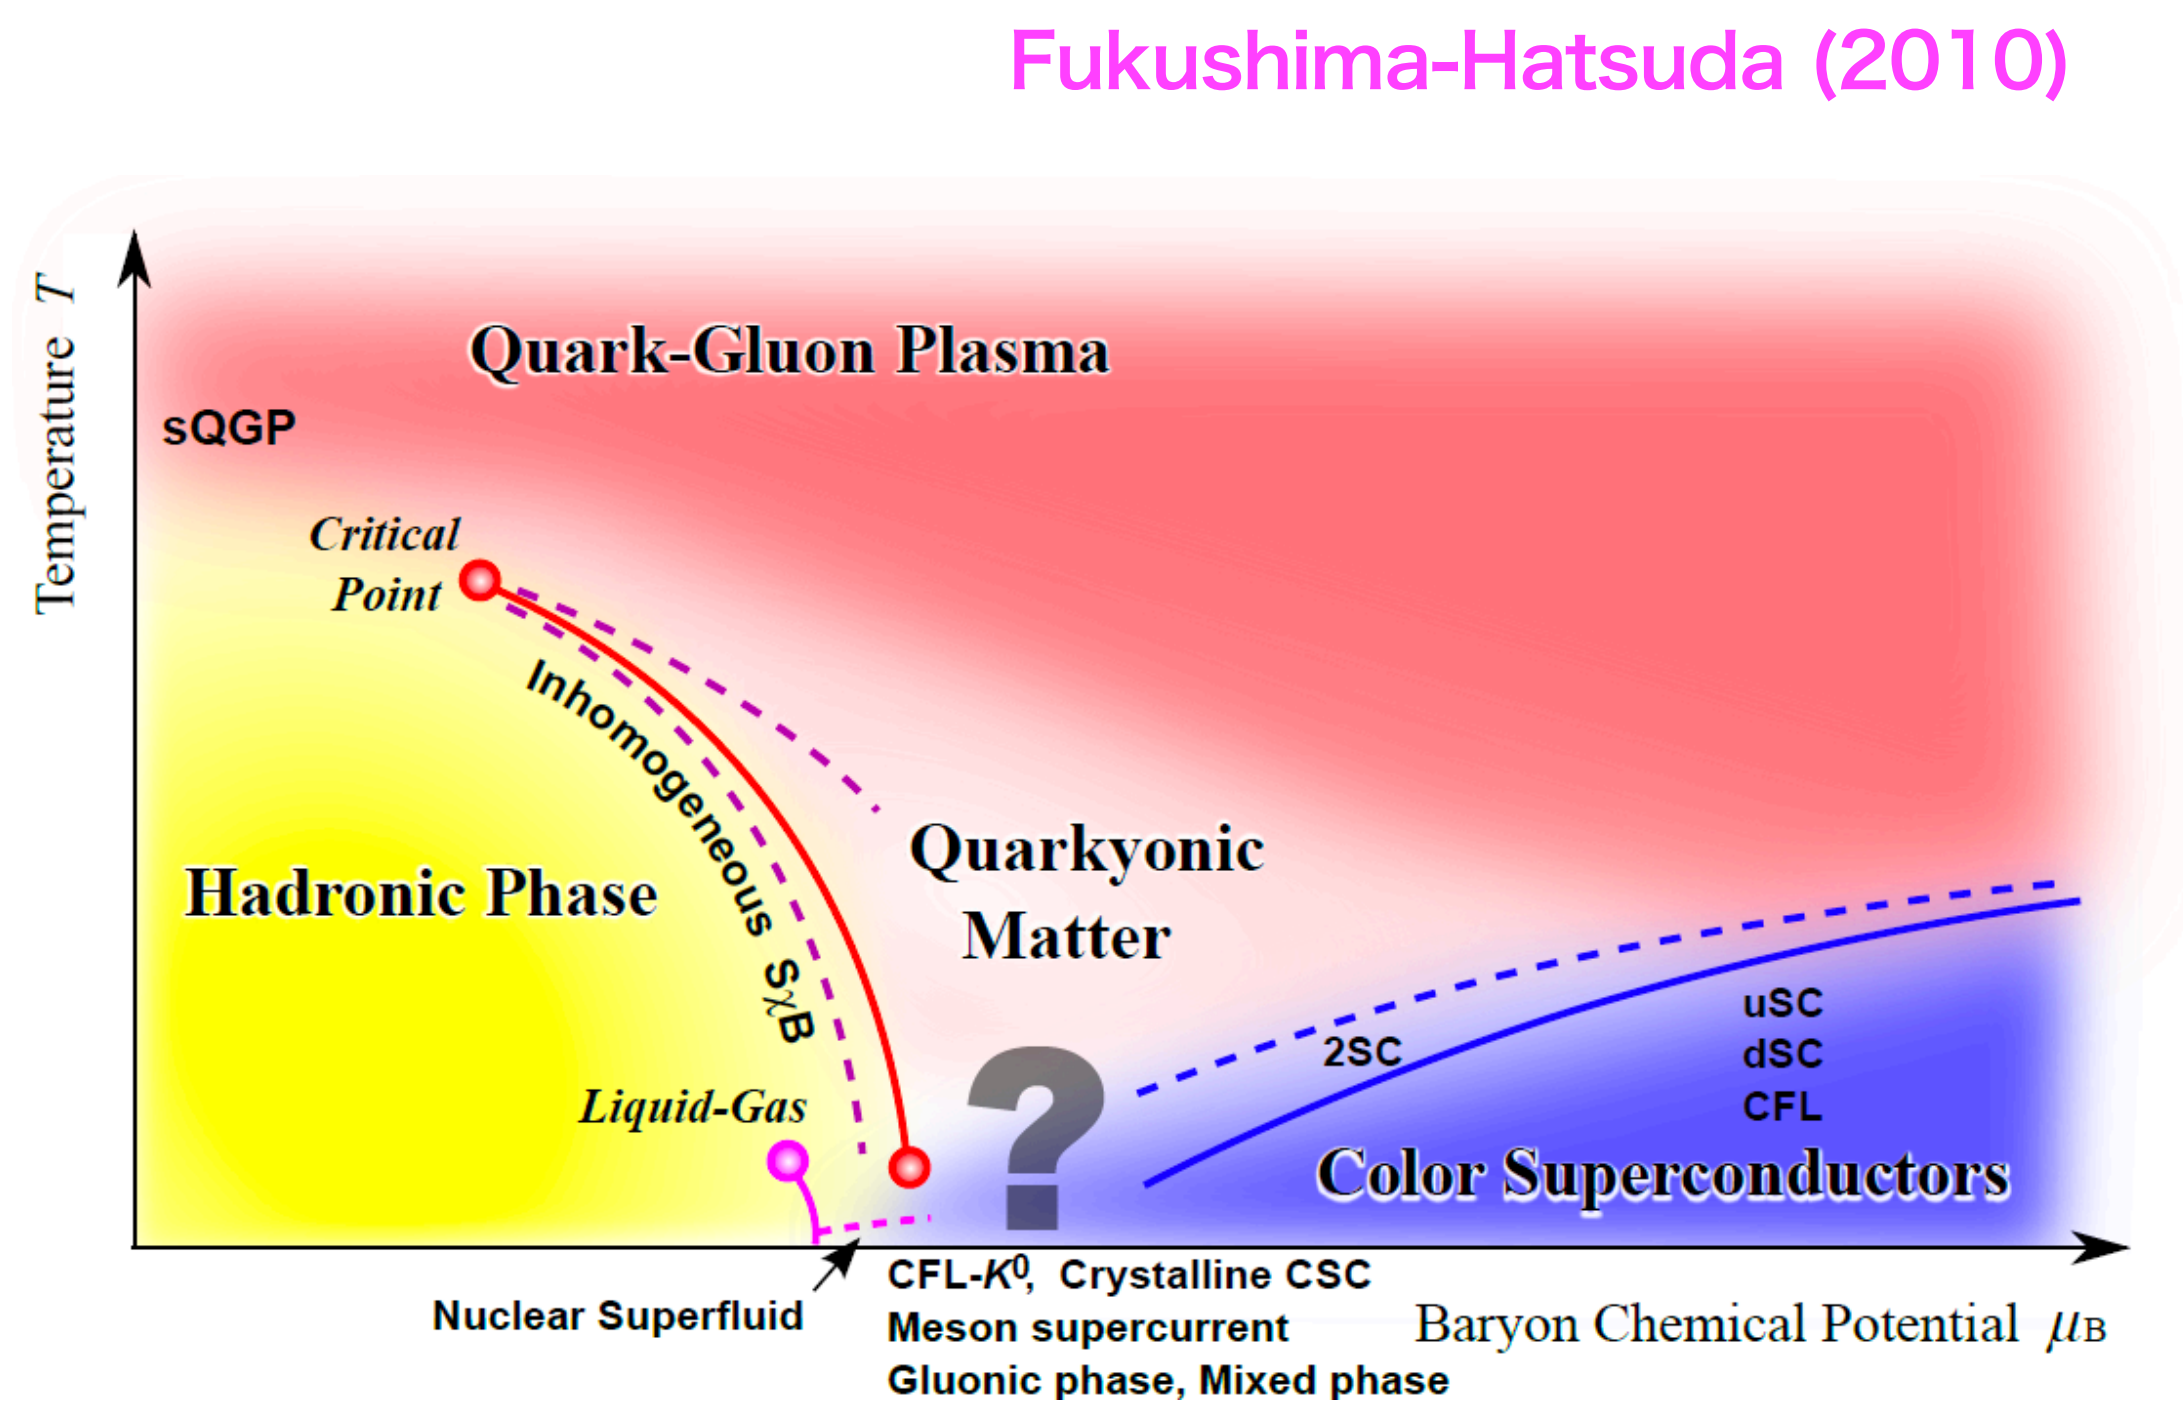 Fukushima-Hatsuda (2010)
Temperature T
Quark-Gluon Plasma
sQGP
Critical
Point
Inhomogeneous SχB
Quarkyonic
Matter
Hadronic Phase
Liquid-Gas
?
2SC
uSC
dSC
CFL
Color Superconductors
Nuclear Superfluid
CFL-K⁰, Crystalline CSC
Meson supercurrent
Gluonic phase, Mixed phase
Baryon Chemical Potential μB